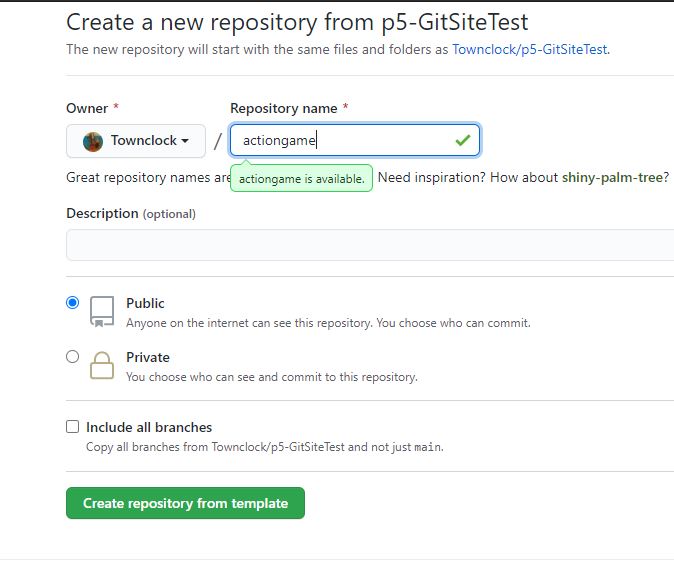 Create a new repository from p5-GitSiteTest
The new repository will start with the same files and folders as Townclock/p5-GitSiteTest.
Owner * Repository name *
Townclock / actiongame
Great repository names are Need inspiration? How about shiny-palm-tree?
actiongame is available.
Description (optional)
Public
Anyone on the internet can see this repository. You choose who can commit.
Private
You choose who can see and commit to this repository.
Include all branches
Copy all branches from Townclock/p5-GitSiteTest and not just main.
Create repository from template